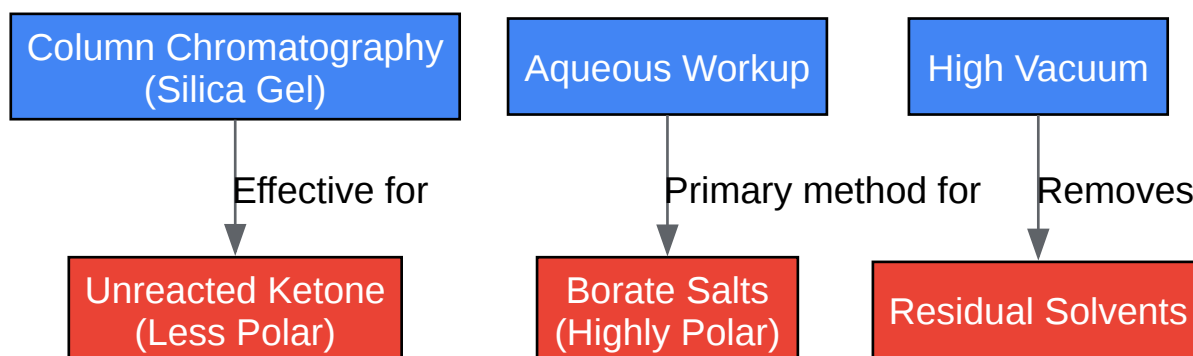 Column Chromatography
(Silica Gel)
Aqueous Workup
High Vacuum
Effective for
Primary method for
Removes
Unreacted Ketone
(Less Polar)
Borate Salts
(Highly Polar)
Residual Solvents